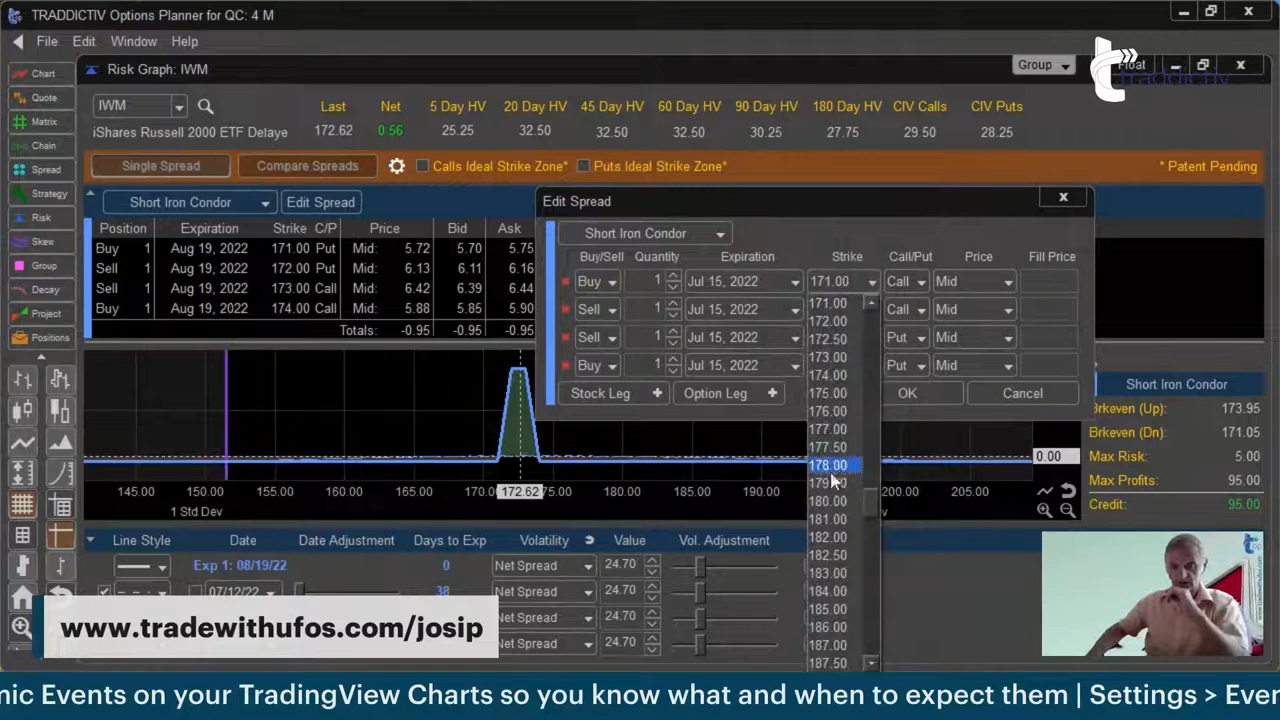 TRADDICTIV Options Planner for QC: 4 M
File Edit Window Help
Risk Graph: IWM Group Float
traddictiv
IWM Last Net 5 Day HV 20 Day HV 45 Day HV 60 Day HV 90 Day HV 180 Day HV CIV Calls CIV Puts
iShares Russell 2000 ETF Delaye 172.62 0.56 25.25 32.50 32.50 32.50 30.25 27.75 29.50 28.25
Single Spread Compare Spreads Calls Ideal Strike Zone* Puts Ideal Strike Zone* * Patent Pending
Chart
Quote
Matrix
Chain
Spread
Strategy
Risk
Skew
Group
Decay
Project
Positions
Short Iron Condor Edit Spread
Position Expiration Strike C/P Price Bid Ask
Buy 1 Aug 19, 2022 171.00 Put Mid: 5.72 5.70 5.75
Sell 1 Aug 19, 2022 172.00 Put Mid: 6.13 6.11 6.16
Sell 1 Aug 19, 2022 173.00 Call Mid: 6.42 6.39 6.44
Buy 1 Aug 19, 2022 174.00 Call Mid: 5.88 5.85 5.90
Totals: -0.95 -0.95 -0.95
Edit Spread
Short Iron Condor
Buy/Sell Quantity Expiration Strike Call/Put Price Fill Price
Buy 1 Jul 15, 2022 171.00 Call Mid
Sell 1 Jul 15, 2022 Call Mid
Sell 1 Jul 15, 2022 Put Mid
Buy 1 Jul 15, 2022 Put Mid
Stock Leg + Option Leg + OK Cancel
171.00
172.00
172.50
173.00
174.00
175.00
176.00
177.00
177.50
178.00
180.00
181.00
182.00
182.50
183.00
184.00
185.00
186.00
187.00
187.50
Short Iron Condor
Brkeven (Up): 173.95
Brkeven (Dn): 171.05
Max Risk: 5.00
Max Profits: 95.00
Credit: 95.00
0.00
145.00 150.00 155.00 160.00 165.00 172.62 180.00 185.00 190.00 200.00 205.00
1 Std Dev
Line Style Date Date Adjustment Days to Exp Volatility Value Vol. Adjustment
Exp 1: 08/19/22 0 Net Spread 24.70
07/12/22 38 Net Spread 24.70
Net Spread 24.70
Net Spread 24.70
www.tradewithufos.com/josip
mic Events on your TradingView Charts so you know what and when to expect them | Settings > Ever